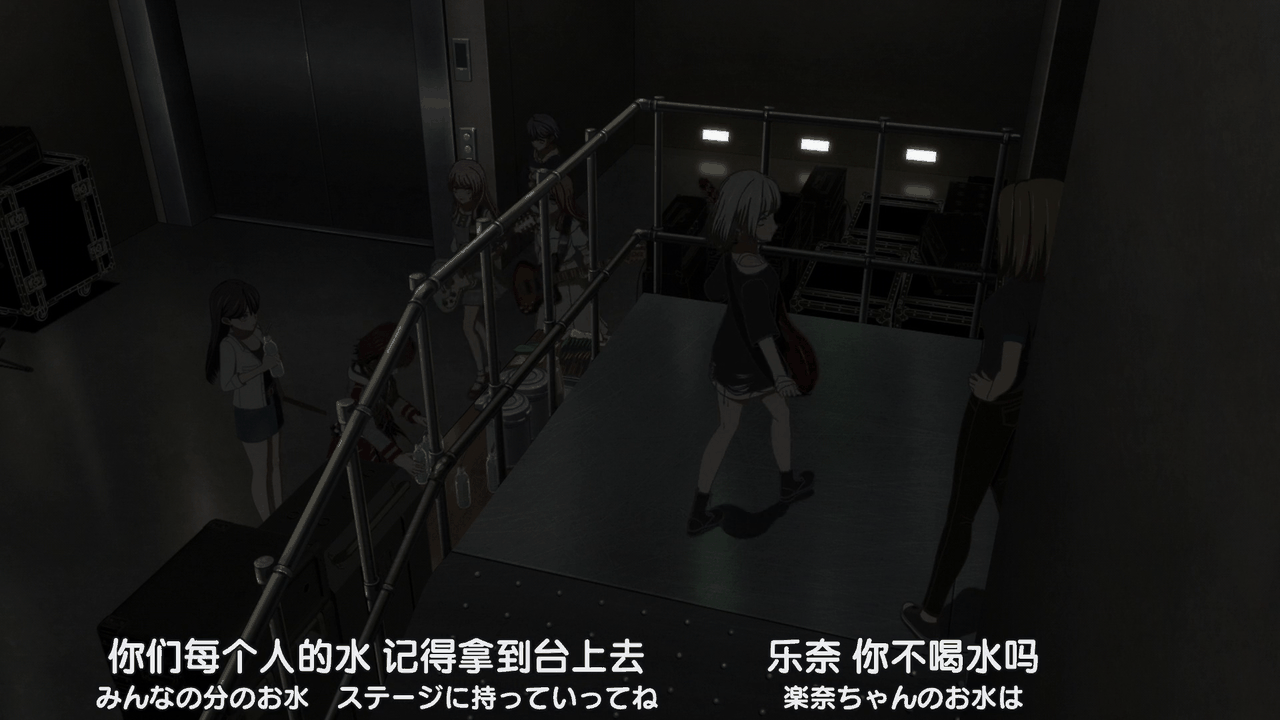 你们每个人的水 记得拿到台上去
みんなの分のお水　ステージに持っていってね
乐奈 你不喝水吗
楽奈ちゃんのお水は